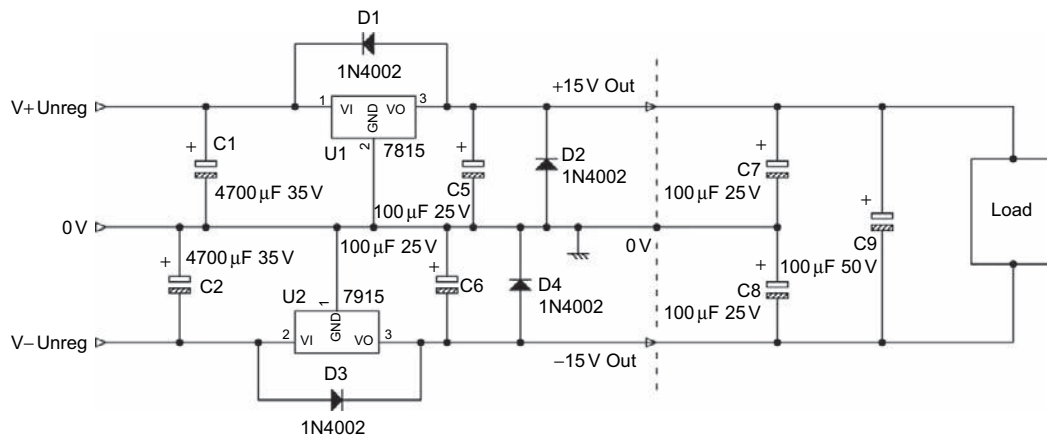 D1
1N4002
V+Unreg
+15 V Out
1
VI
GND
VO
3
2
U1
7815
+
C1
4700 µF 35 V
+
C5
100 µF 25 V
D2
1N4002
+
C7
100 µF 25 V
+
C9
100 µF 50 V
Load
0 V
0 V
+
4700 µF 35 V
C2
100 µF 25 V
+
C6
U2
7915
1
2
VI
GND
VO
3
D4
1N4002
+
C8
100 µF 25 V
V−Unreg
−15 V Out
D3
1N4002